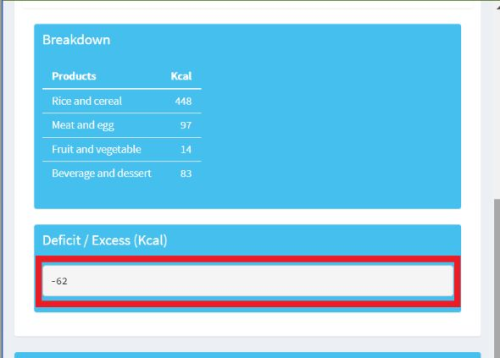 Breakdown
Products Kcal
Rice and cereal 448
Meat and egg 97
Fruit and vegetable 14
Beverage and dessert 83
Deficit / Excess (Kcal)
-62